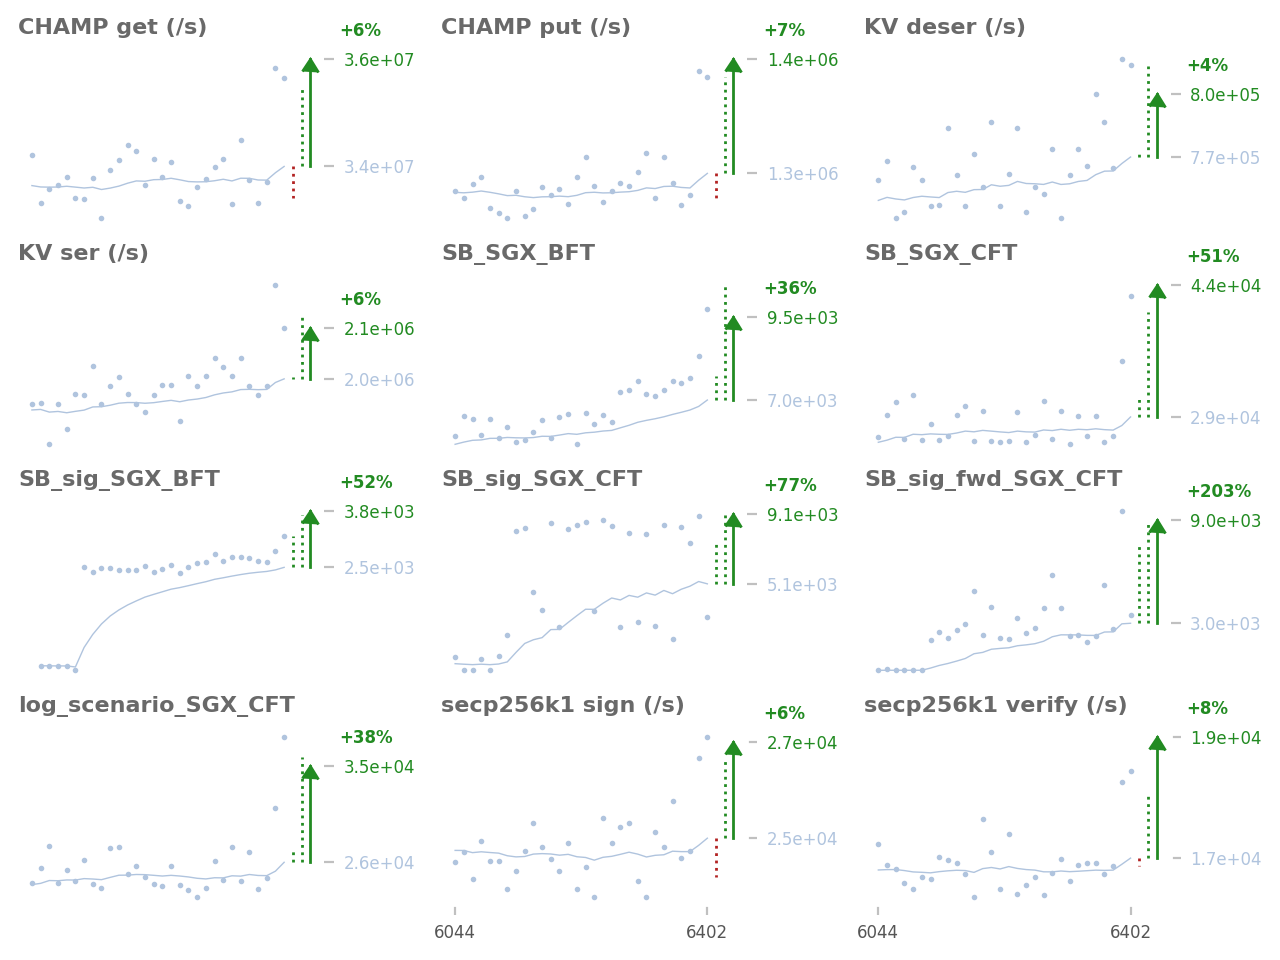 CHAMP get (/s)
+6%
3.6e+07
3.4e+07
CHAMP put (/s)
+7%
1.4e+06
1.3e+06
KV deser (/s)
+4%
8.0e+05
7.7e+05
KV ser (/s)
+6%
2.1e+06
2.0e+06
SB_SGX_BFT
+36%
9.5e+03
7.0e+03
SB_SGX_CFT
+51%
4.4e+04
2.9e+04
SB_sig_SGX_BFT
+52%
3.8e+03
2.5e+03
SB_sig_SGX_CFT
+77%
9.1e+03
5.1e+03
SB_sig_fwd_SGX_CFT
+203%
9.0e+03
3.0e+03
log_scenario_SGX_CFT
+38%
3.5e+04
2.6e+04
secp256k1 sign (/s)
+6%
2.7e+04
2.5e+04
6044
6402
secp256k1 verify (/s)
+8%
1.9e+04
1.7e+04
6044
6402